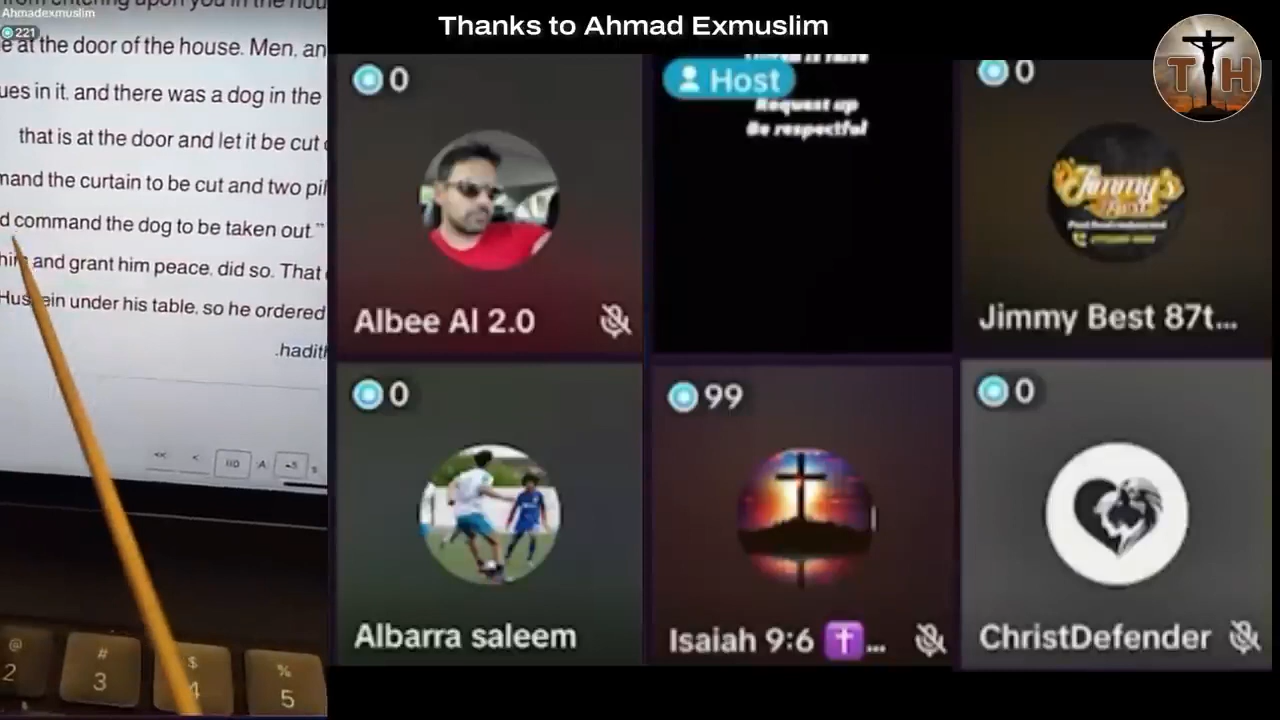 Thanks to Ahmad Exmuslim
TH
Ahmadexmuslim
221
at the door of the house. Men, an
in it, and there was a dog in the
that is at the door and let it be cut
the curtain to be cut and two
command the dog to be taken out."
and grant him peace, did so. That
under his table, so he ordered
.hadith
<< <
@
2
#
3
$
4
%
5
0
Albee Al 2.0
Host
Request up
Be respectful
0
Jimmy's
Best
Jimmy Best 87t...
0
Albarra saleem
99
Isaiah 9:6 ...
0
ChristDefender